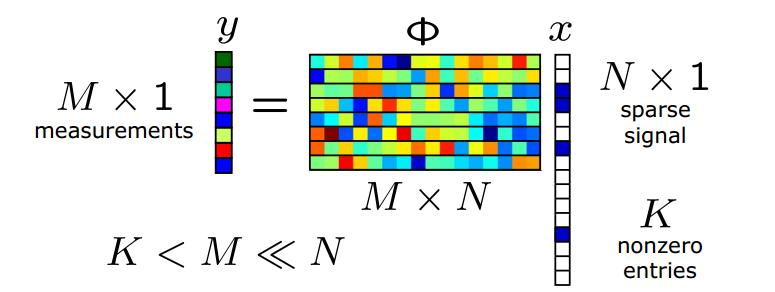 y
Φ
x
M × 1
measurements
=
N × 1
sparse
signal
M × N
K
nonzero
entries
K < M ≪ N